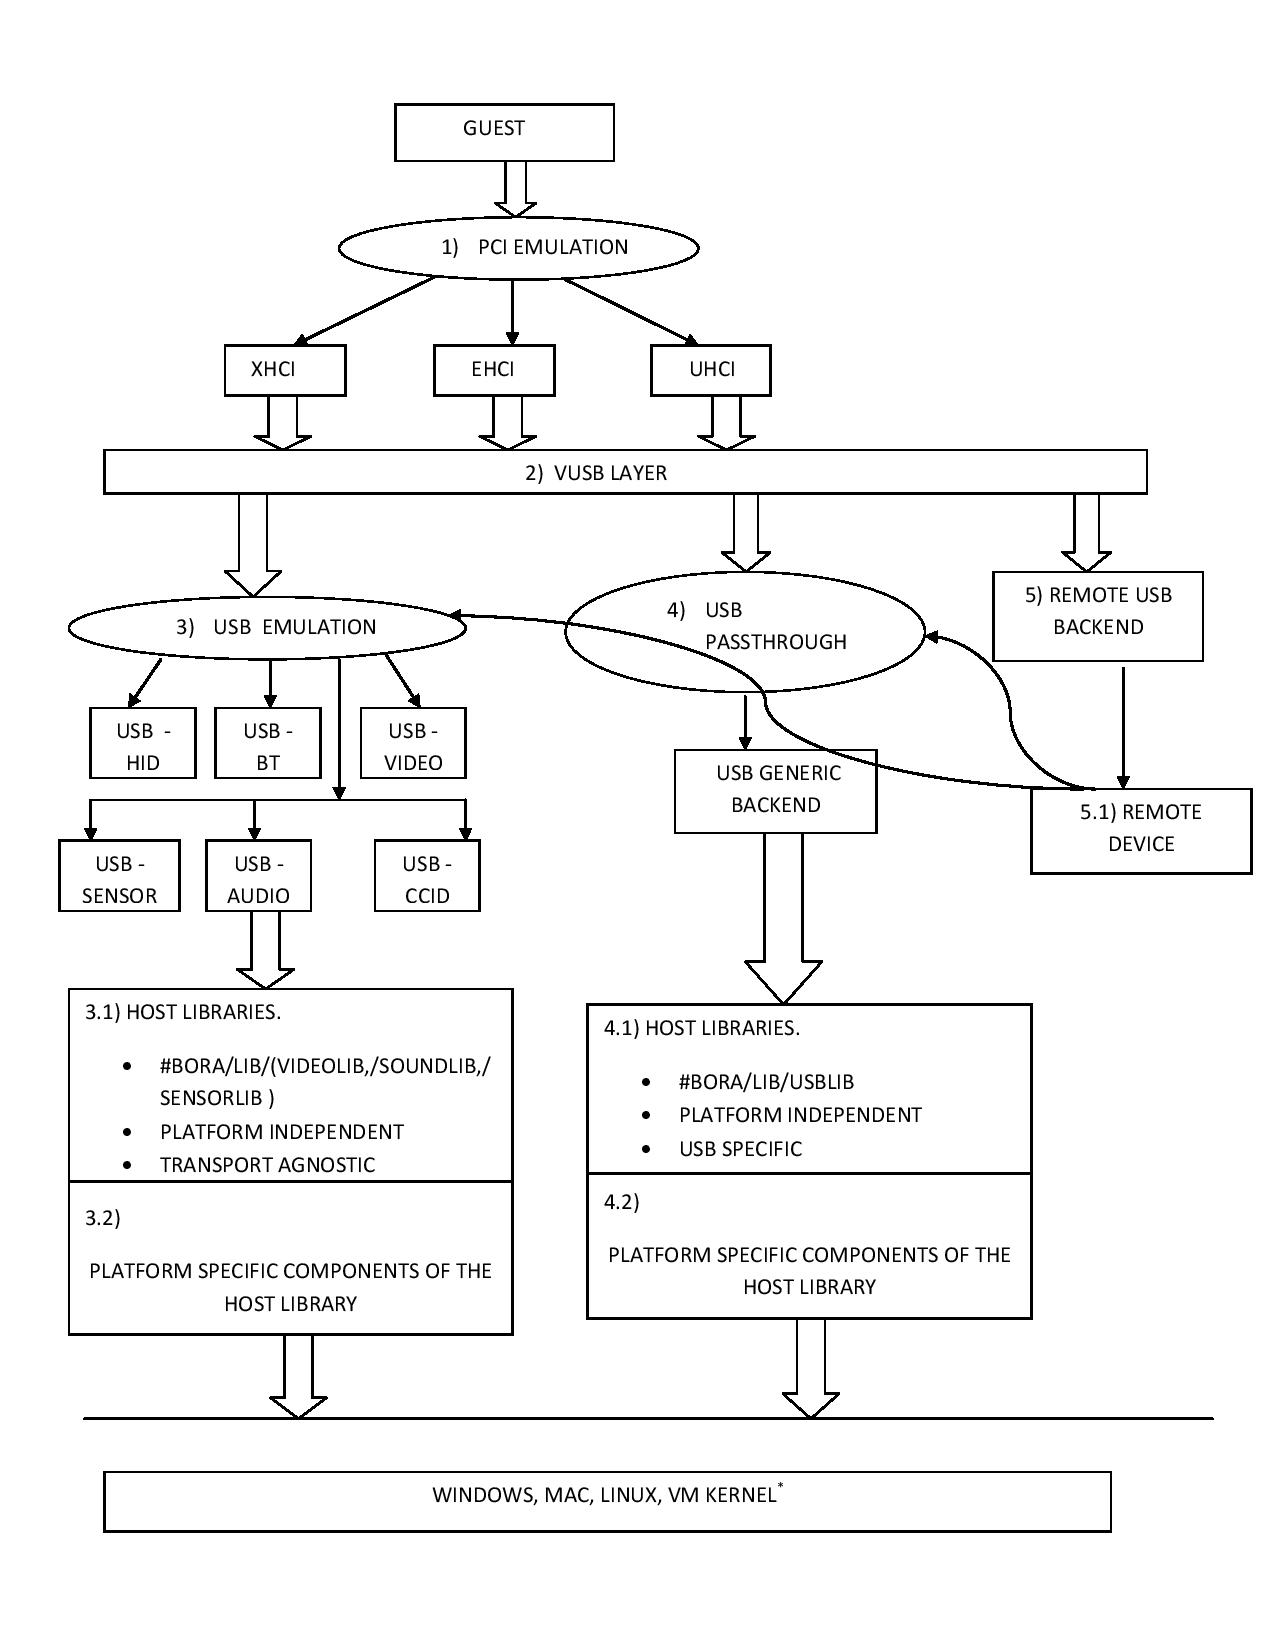 GUEST
1) PCI EMULATION
XHCI
EHCI
UHCI
2) VUSB LAYER
3) USB EMULATION
4) USB
PASSTHROUGH
5) REMOTE USB
BACKEND
USB -
HID
USB -
BT
USB -
VIDEO
USB GENERIC
BACKEND
5.1) REMOTE
DEVICE
USB -
SENSOR
USB -
AUDIO
USB -
CCID
3.1) HOST LIBRARIES.
• #BORA/LIB/(VIDEOLIB,/SOUNDLIB,/
SENSORLIB )
• PLATFORM INDEPENDENT
• TRANSPORT AGNOSTIC
3.2)
PLATFORM SPECIFIC COMPONENTS OF THE
HOST LIBRARY
4.1) HOST LIBRARIES.
• #BORA/LIB/USBLIB
• PLATFORM INDEPENDENT
• USB SPECIFIC
4.2)
PLATFORM SPECIFIC COMPONENTS OF THE
HOST LIBRARY
WINDOWS, MAC, LINUX, VM KERNEL*